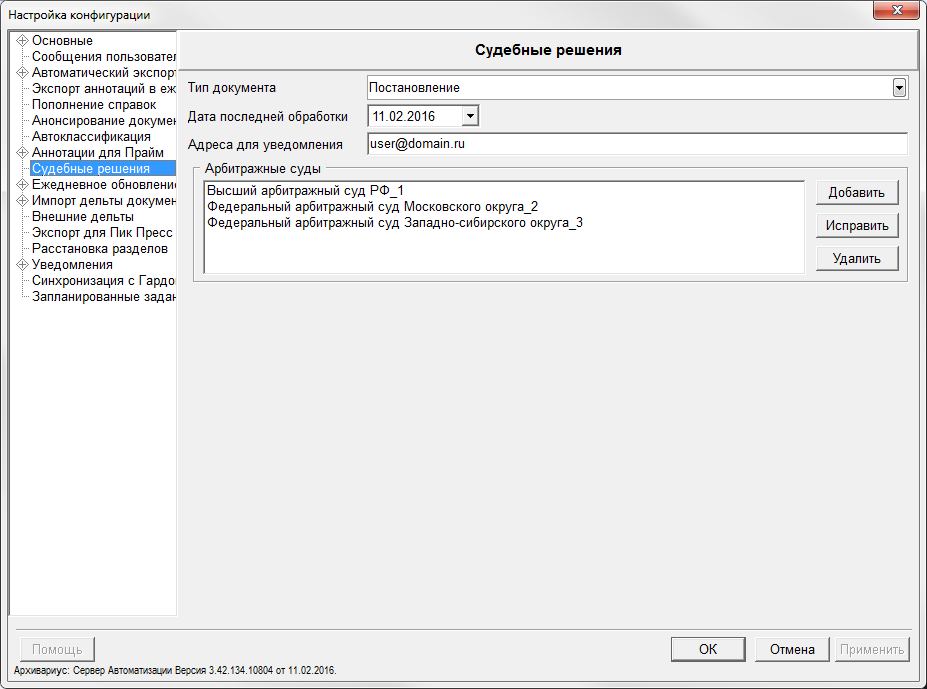 Настройка конфигурации
Основные
Сообщения пользовател
Автоматический экспорт
Экспорт аннотаций в еж
Пополнение справок
Анонсирование докумен
Автоклассификация
Аннотации для Прайм
Судебные решения
Ежедневное обновление
Импорт дельты докумен
Внешние дельты
Экспорт для Пик Пресс
Расстановка разделов
Уведомления
Синхронизация с Гардо
Запланированные задан
Судебные решения
Тип документа
Постановление
Дата последней обработки
11.02.2016
Адреса для уведомления
user@domain.ru
Арбитражные суды
Высший арбитражный суд РФ_1
Федеральный арбитражный суд Московского округа_2
Федеральный арбитражный суд Западно-сибирского округа_3
Добавить
Исправить
Удалить
Помощь
OK
Отмена
Применить
Архивариус: Сервер Автоматизации Версия 3.42.134.10804 от 11.02.2016.